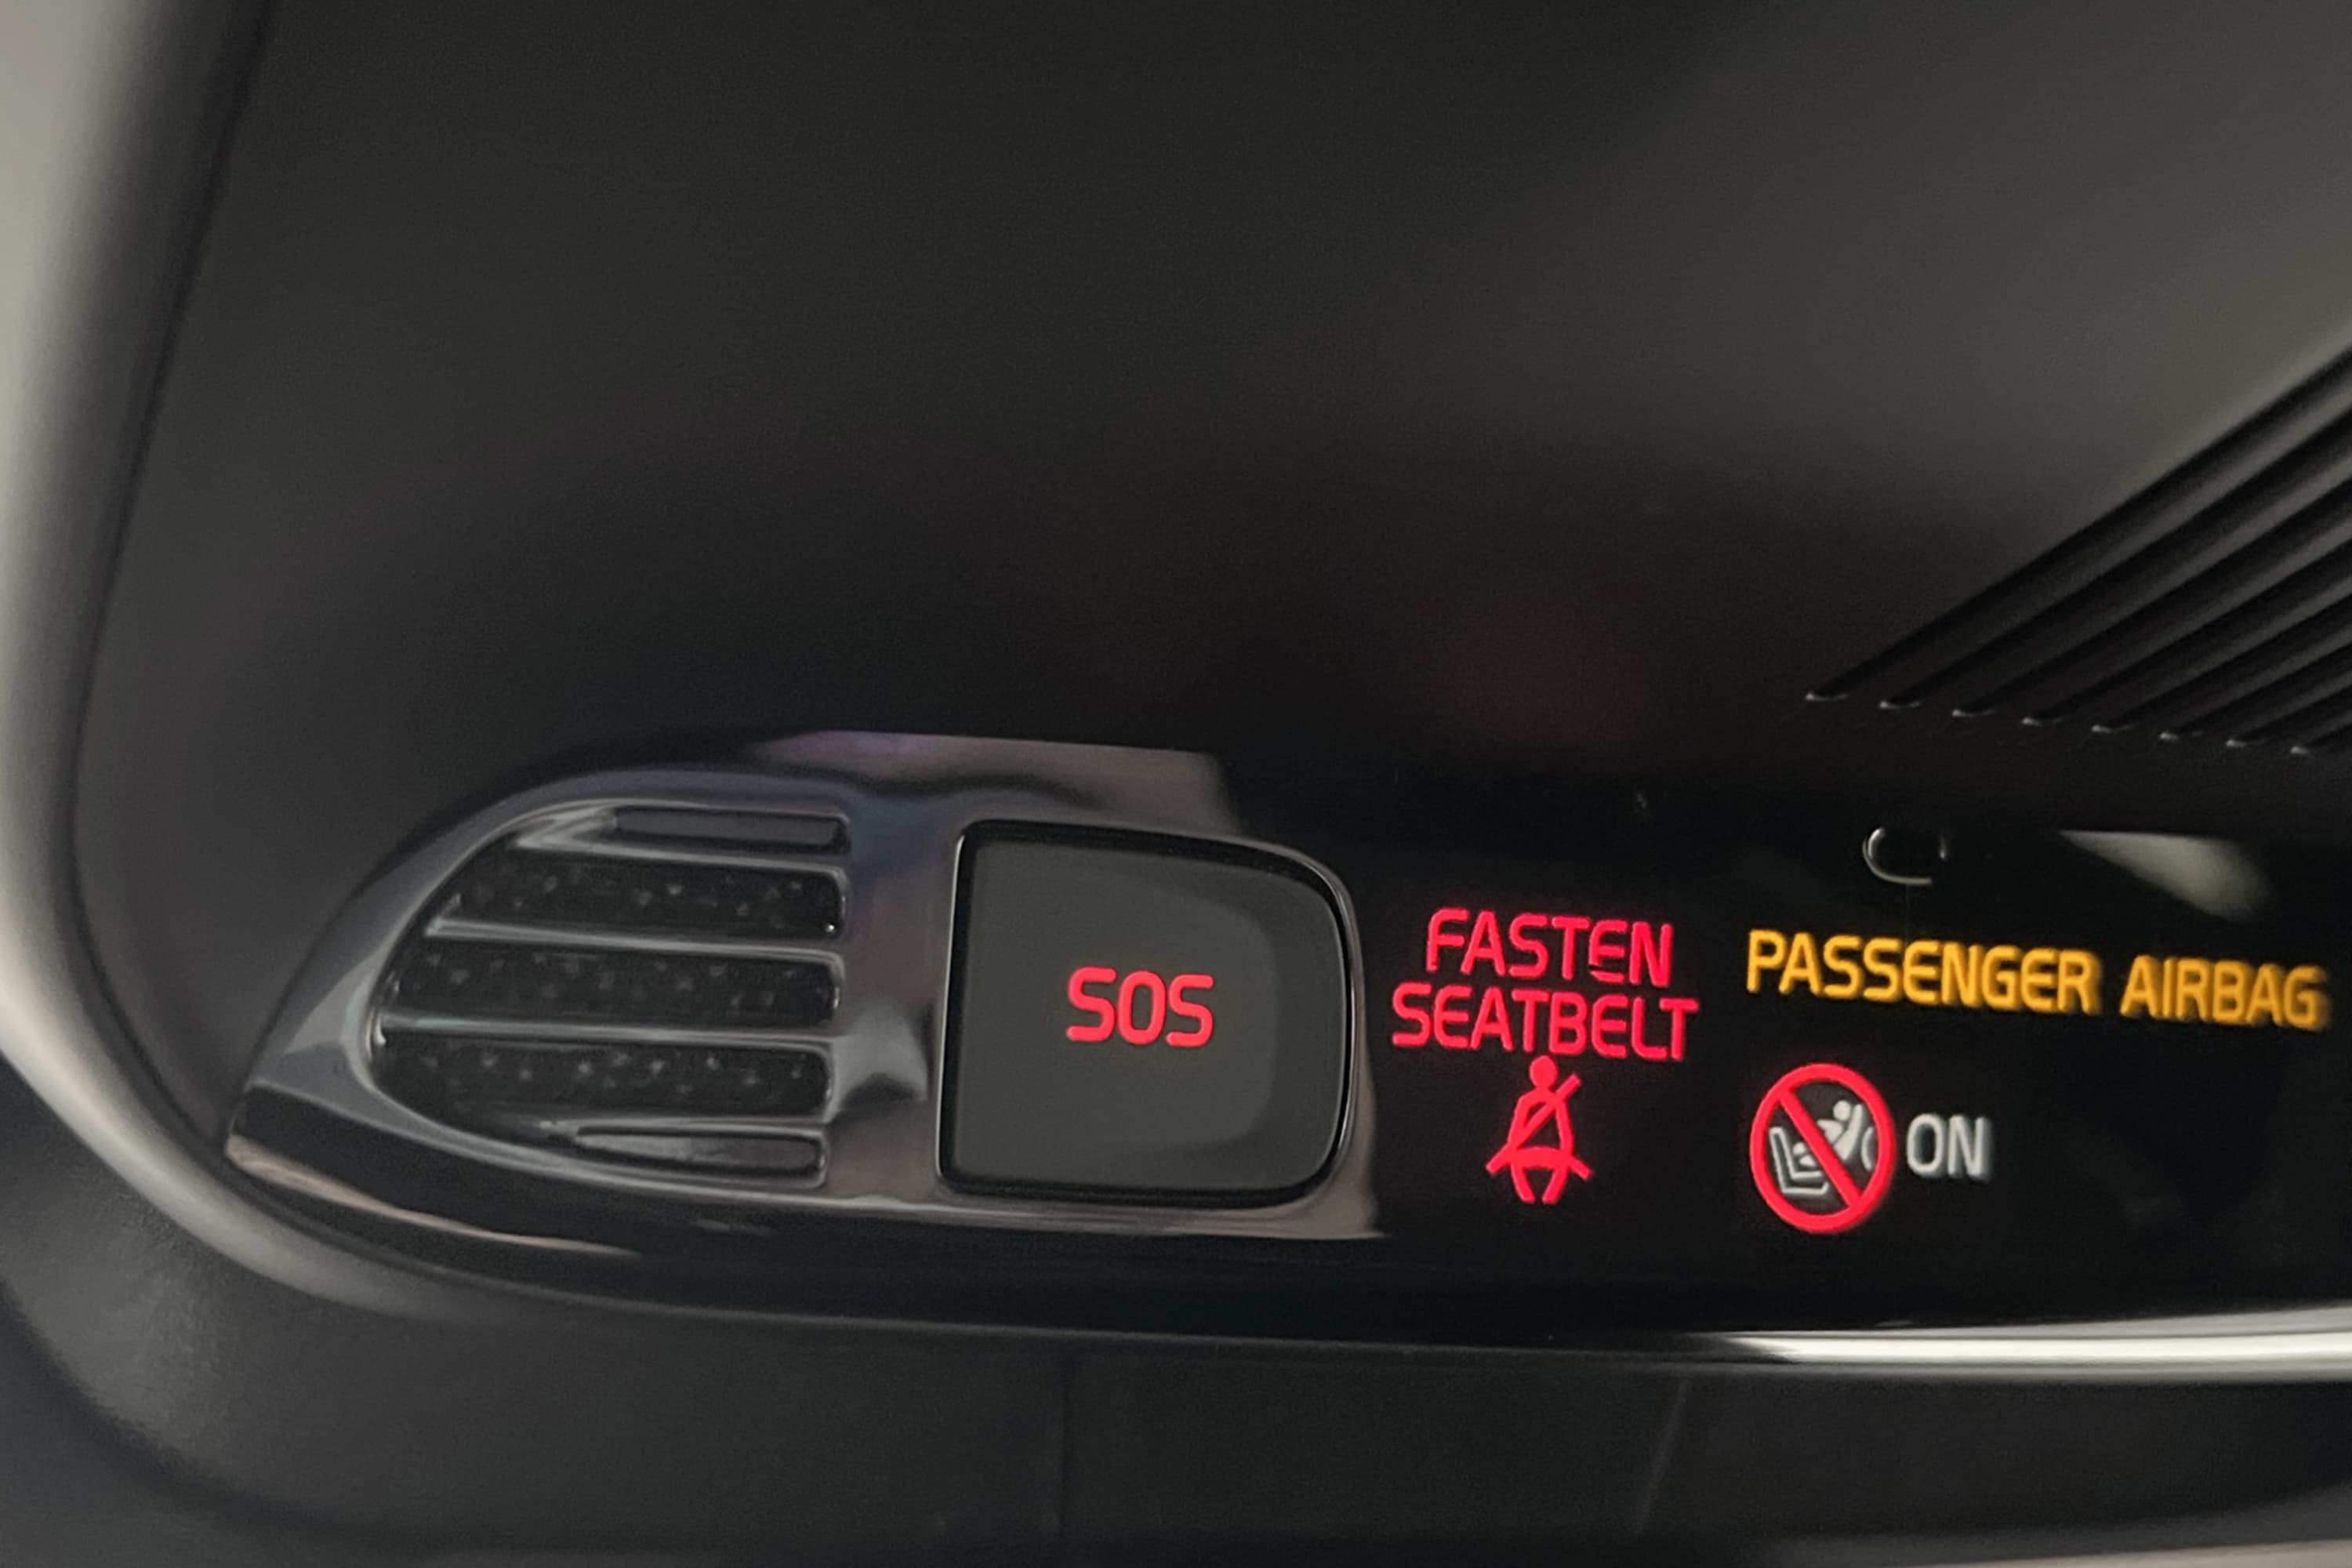 SOS
FASTEN
SEATBELT
PASSENGER AIRBAG
ON